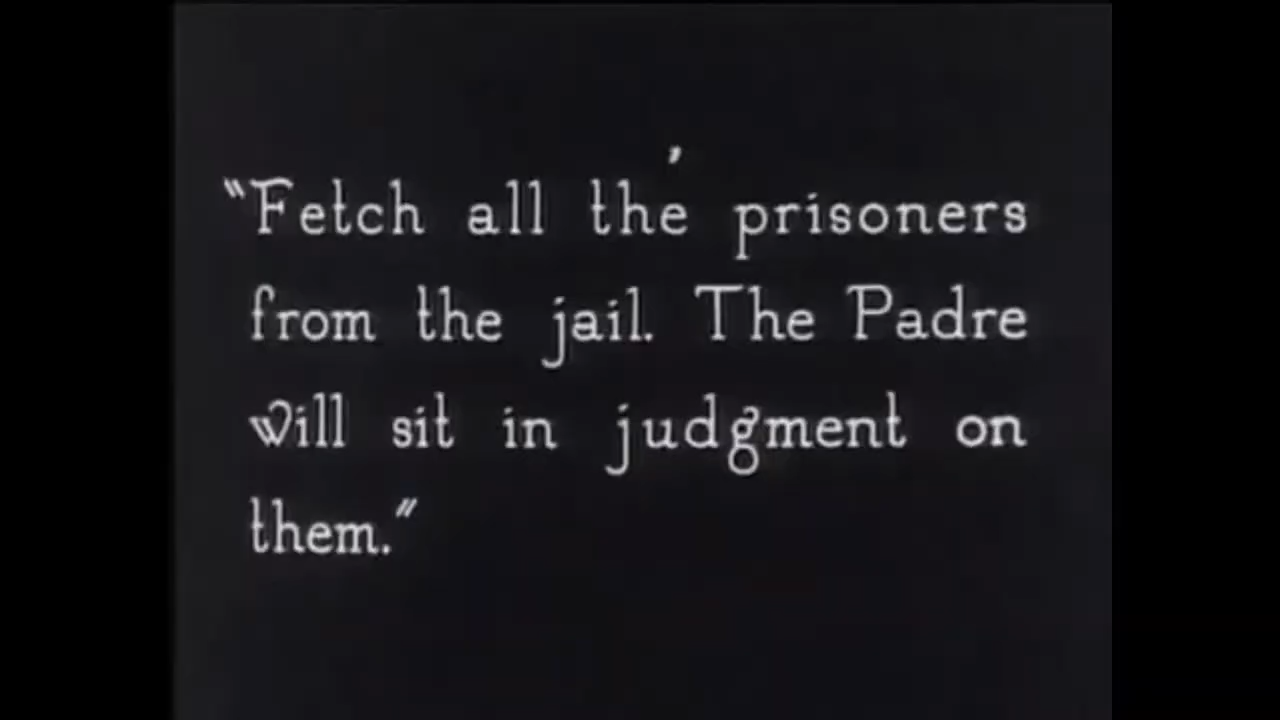 "Fetch all the prisoners
from the jail. The Padre
will sit in judgment on
them."